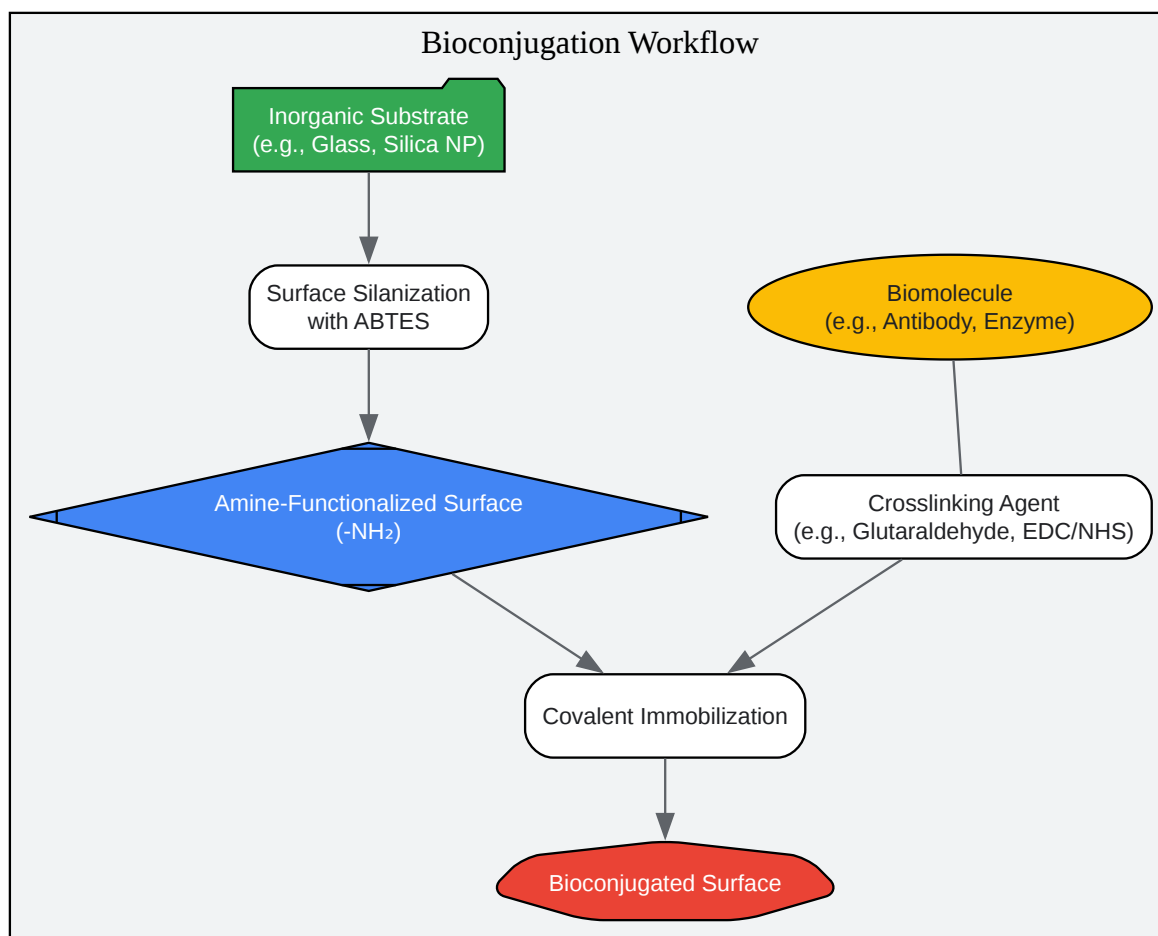 Bioconjugation Workflow
Inorganic Substrate
(e.g., Glass, Silica NP)
Surface Silanization
with ABTES
Biomolecule
(e.g., Antibody, Enzyme)
Amine-Functionalized Surface
(-NH₂)
Crosslinking Agent
(e.g., Glutaraldehyde, EDC/NHS)
Covalent Immobilization
Bioconjugated Surface